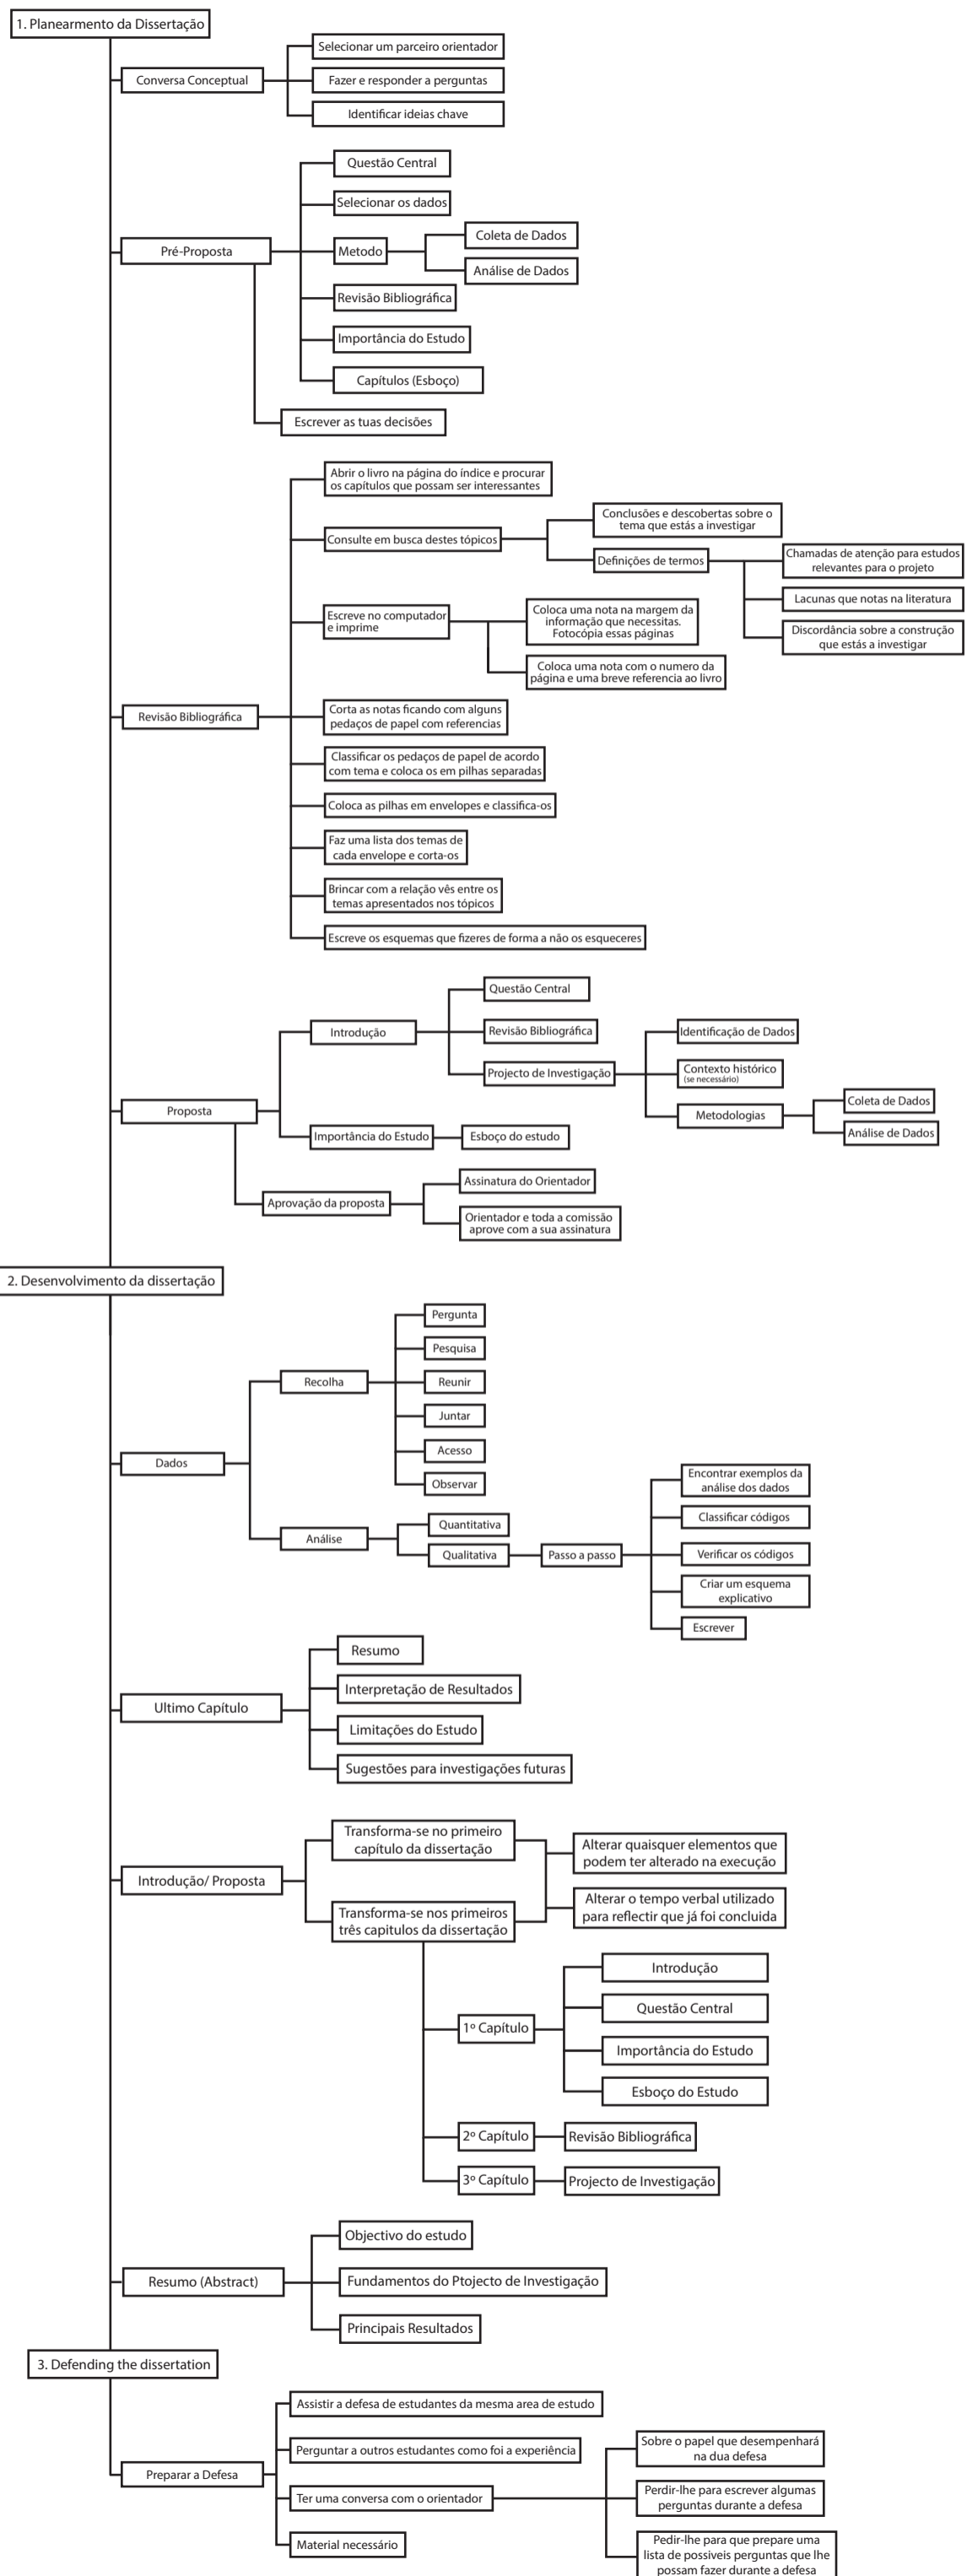 1. Planearmento da Dissertação
Conversa Conceptual
Selecionar um parceiro orientador
Fazer e responder a perguntas
Identificar ideias chave
Pré-Proposta
Questão Central
Selecionar os dados
Metodo
Coleta de Dados
Análise de Dados
Revisão Bibliográfica
Importância do Estudo
Capítulos (Esboço)
Escrever as tuas decisões
Revisão Bibliográfica
Abrir o livro na página do índice e procurar
os capítulos que possam ser interessantes
Consulte em busca destes tópicos
Conclusões e descobertas sobre o
tema que estás a investigar
Definições de termos
Chamadas de atenção para estudos
relevantes para o projeto
Lacunas que notas na literatura
Discordância sobre a construção
que estás a investigar
Escreve no computador
e imprime
Coloca uma nota na margem da
informação que necessitas.
Fotocópia essas páginas
Coloca uma nota com o numero da
página e uma breve referencia ao livro
Corta as notas ficando com alguns
pedaços de papel com referencias
Classificar os pedaços de papel de acordo
com tema e coloca os em pilhas separadas
Coloca as pilhas em envelopes e classifica-os
Faz uma lista dos temas de
cada envelope e corta-os
Brincar com a relação vês entre os
temas apresentados nos tópicos
Escreve os esquemas que fizeres de forma a não os esqueceres
Proposta
Introdução
Questão Central
Revisão Bibliográfica
Projecto de Investigação
Identificação de Dados
Contexto histórico
(se necessário)
Metodologias
Coleta de Dados
Análise de Dados
Importância do Estudo
Esboço do estudo
Aprovação da proposta
Assinatura do Orientador
Orientador e toda a comissão
aprove com a sua assinatura
2. Desenvolvimento da dissertação
Dados
Recolha
Pergunta
Pesquisa
Reunir
Juntar
Acesso
Observar
Análise
Quantitativa
Qualitativa
Passo a passo
Encontrar exemplos da
análise dos dados
Classificar códigos
Verificar os códigos
Criar um esquema
explicativo
Escrever
Ultimo Capítulo
Resumo
Interpretação de Resultados
Limitações do Estudo
Sugestões para investigações futuras
Introdução/ Proposta
Transforma-se no primeiro
capítulo da dissertação
Transforma-se nos primeiros
três capitulos da dissertação
Alterar quaisquer elementos que
podem ter alterado na execução
Alterar o tempo verbal utilizado
para reflectir que já foi concluida
1º Capítulo
Introdução
Questão Central
Importância do Estudo
Esboço do Estudo
2º Capítulo
Revisão Bibliográfica
3º Capítulo
Projecto de Investigação
Resumo (Abstract)
Objectivo do estudo
Fundamentos do Ptojecto de Investigação
Principais Resultados
3. Defending the dissertation
Preparar a Defesa
Assistir a defesa de estudantes da mesma area de estudo
Perguntar a outros estudantes como foi a experiência
Ter uma conversa com o orientador
Sobre o papel que desempenhará
na dua defesa
Perdir-lhe para escrever algumas
perguntas durante a defesa
Pedir-lhe para que prepare uma
lista de possiveis perguntas que lhe
possam fazer durante a defesa
Material necessário